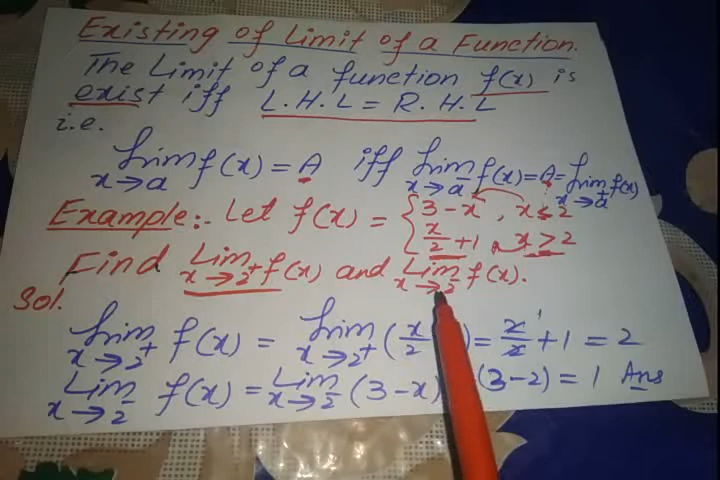 Existing of Limit of a Function.
The Limit of a function f(x) is
exist iff L.H.L = R.H.L
i.e.
lim x→a f(x) = A iff lim x→a⁻ f(x) = A = lim x→a⁺ f(x)
Example:- Let f(x) = { 3-x, x<2
x/2 +1, x>2
Find Lim x→2⁺ f(x) and Lim x→2⁻ f(x).
Sol.
lim x→2⁺ f(x) = lim x→2⁺ (x/2 ) = 2/2 +1 = 2
Lim x→2⁻ f(x) = Lim x→2⁻ (3-x) (3-2) = 1 Ans